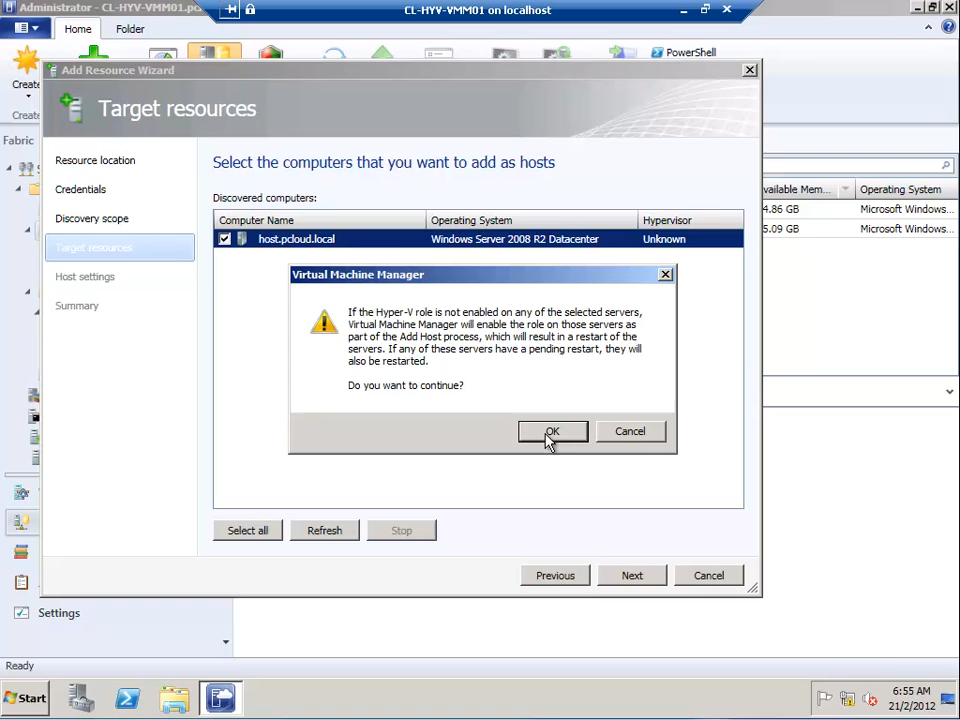 Administrator - CL-HYV-VMM01.pc
CL-HYV-VMM01 on localhost
Home
Folder
PowerShell
Create
Create
Fabric
Add Resource Wizard
Target resources
Resource location
Credentials
Discovery scope
Target resources
Host settings
Summary
Select the computers that you want to add as hosts
Discovered computers:
Computer Name
Operating System
Hypervisor
host.pcloud.local
Windows Server 2008 R2 Datacenter
Unknown
Virtual Machine Manager
If the Hyper-V role is not enabled on any of the selected servers,
Virtual Machine Manager will enable the role on those servers as
part of the Add Host process, which will result in a restart of the
servers. If any of these servers have a pending restart, they will
also be restarted.
Do you want to continue?
OK
Cancel
Select all
Refresh
Stop
Previous
Next
Cancel
vailable Mem...
Operating System
4.86 GB
Microsoft Windows...
5.09 GB
Microsoft Windows...
Settings
Ready
Start
6:55 AM
21/2/2012